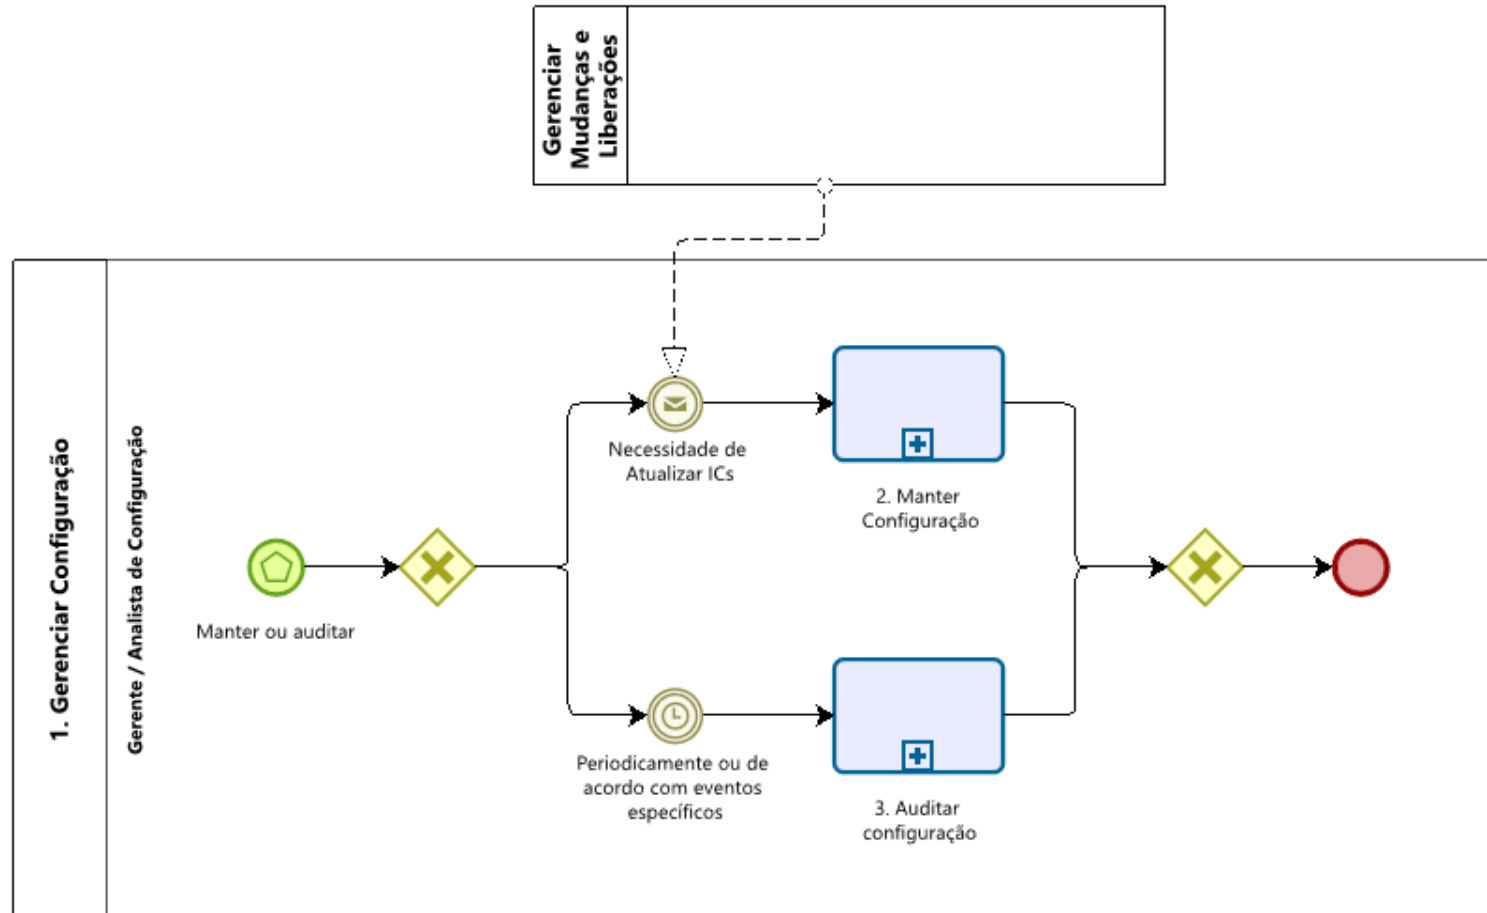 Gerenciar
Mudanças e
Liberações
1. Gerenciar Configuração
Gerente / Analista de Configuração
Manter ou auditar
Necessidade de
Atualizar ICs
2. Manter
Configuração
Periodicamente ou de
acordo com eventos
específicos
3. Auditar
configuração